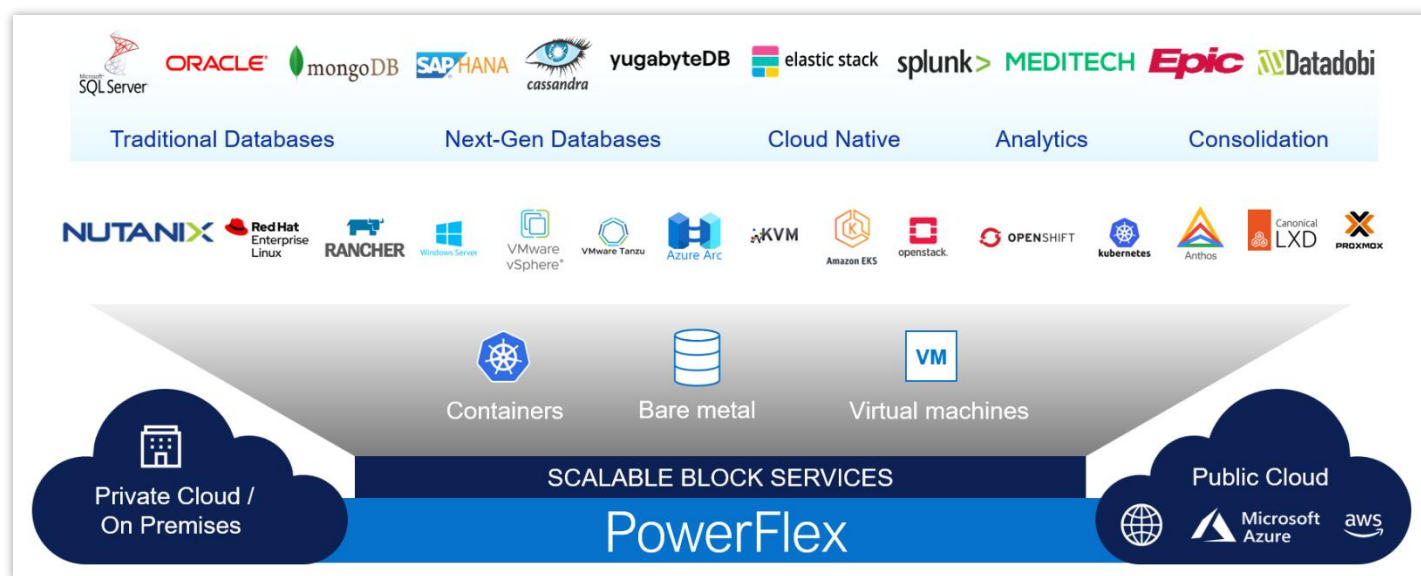 Microsoft
SQL Server
ORACLE
mongoDB
SAP HANA
cassandra
yugabyteDB
elastic stack
splunk>
MEDITECH
Epic
Datadobi
Traditional Databases
Next-Gen Databases
Cloud Native
Analytics
Consolidation
NUTANIX
Red Hat
Enterprise
Linux
RANCHER
Windows Server
VMware
vSphere®
VMware Tanzu
Azure Arc
KVM
K
Amazon EKS
openstack.
OPENSHIFT
kubernetes
Anthos
Canonical
LXD
PROXMOX
Containers
Bare metal
VM
Virtual machines
SCALABLE BLOCK SERVICES
PowerFlex
Private Cloud /
On Premises
Public Cloud
Microsoft
Azure
aws